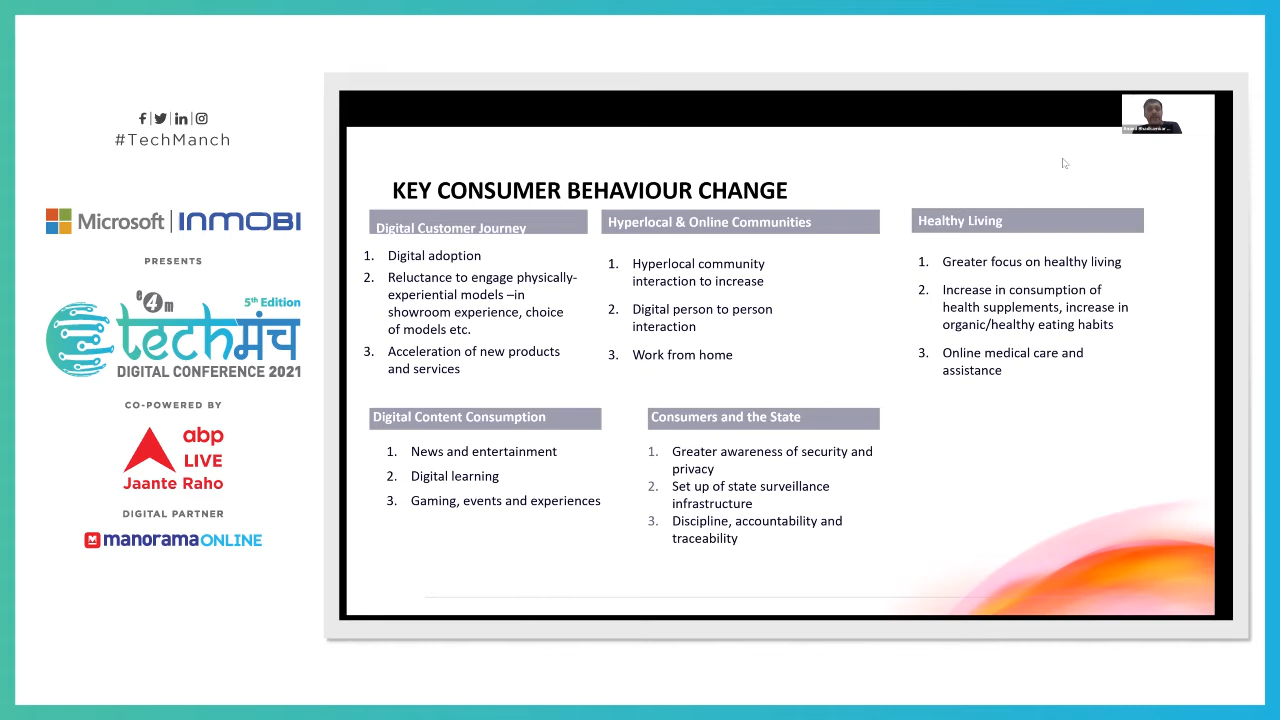 #TechManch
Microsoft | INMOBI
PRESENTS
e4m
5th Edition
techमंच
DIGITAL CONFERENCE 2021
CO-POWERED BY
abp
LIVE
Jaante Raho
DIGITAL PARTNER
manoramaONLINE
KEY CONSUMER BEHAVIOUR CHANGE
Digital Customer Journey
1. Digital adoption
2. Reluctance to engage physically-
experiential models –in
showroom experience, choice
of models etc.
3. Acceleration of new products
and services
Hyperlocal & Online Communities
1. Hyperlocal community
interaction to increase
2. Digital person to person
interaction
3. Work from home
Healthy Living
1. Greater focus on healthy living
2. Increase in consumption of
health supplements, increase in
organic/healthy eating habits
3. Online medical care and
assistance
Digital Content Consumption
1. News and entertainment
2. Digital learning
3. Gaming, events and experiences
Consumers and the State
1. Greater awareness of security and
privacy
2. Set up of state surveillance
infrastructure
3. Discipline, accountability and
traceability